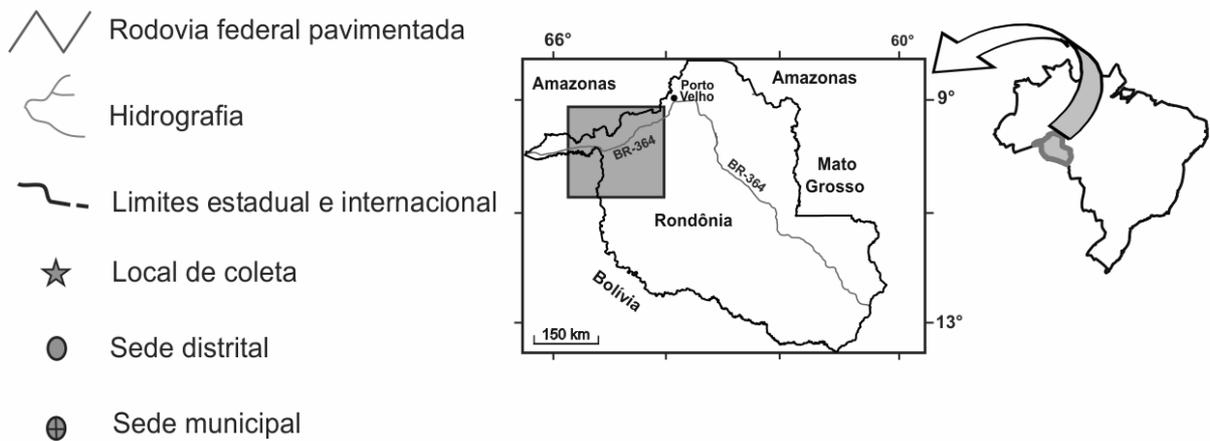 Rodovia federal pavimentada
Hidrografia
Limites estadual e internacional
Local de coleta
Sede distrital
Sede municipal
66°
60°
Amazonas
Amazonas
Porto
Velho
9°
BR-364
BR-364
Mato
Grosso
Rondônia
Bolívia
150 km
13°